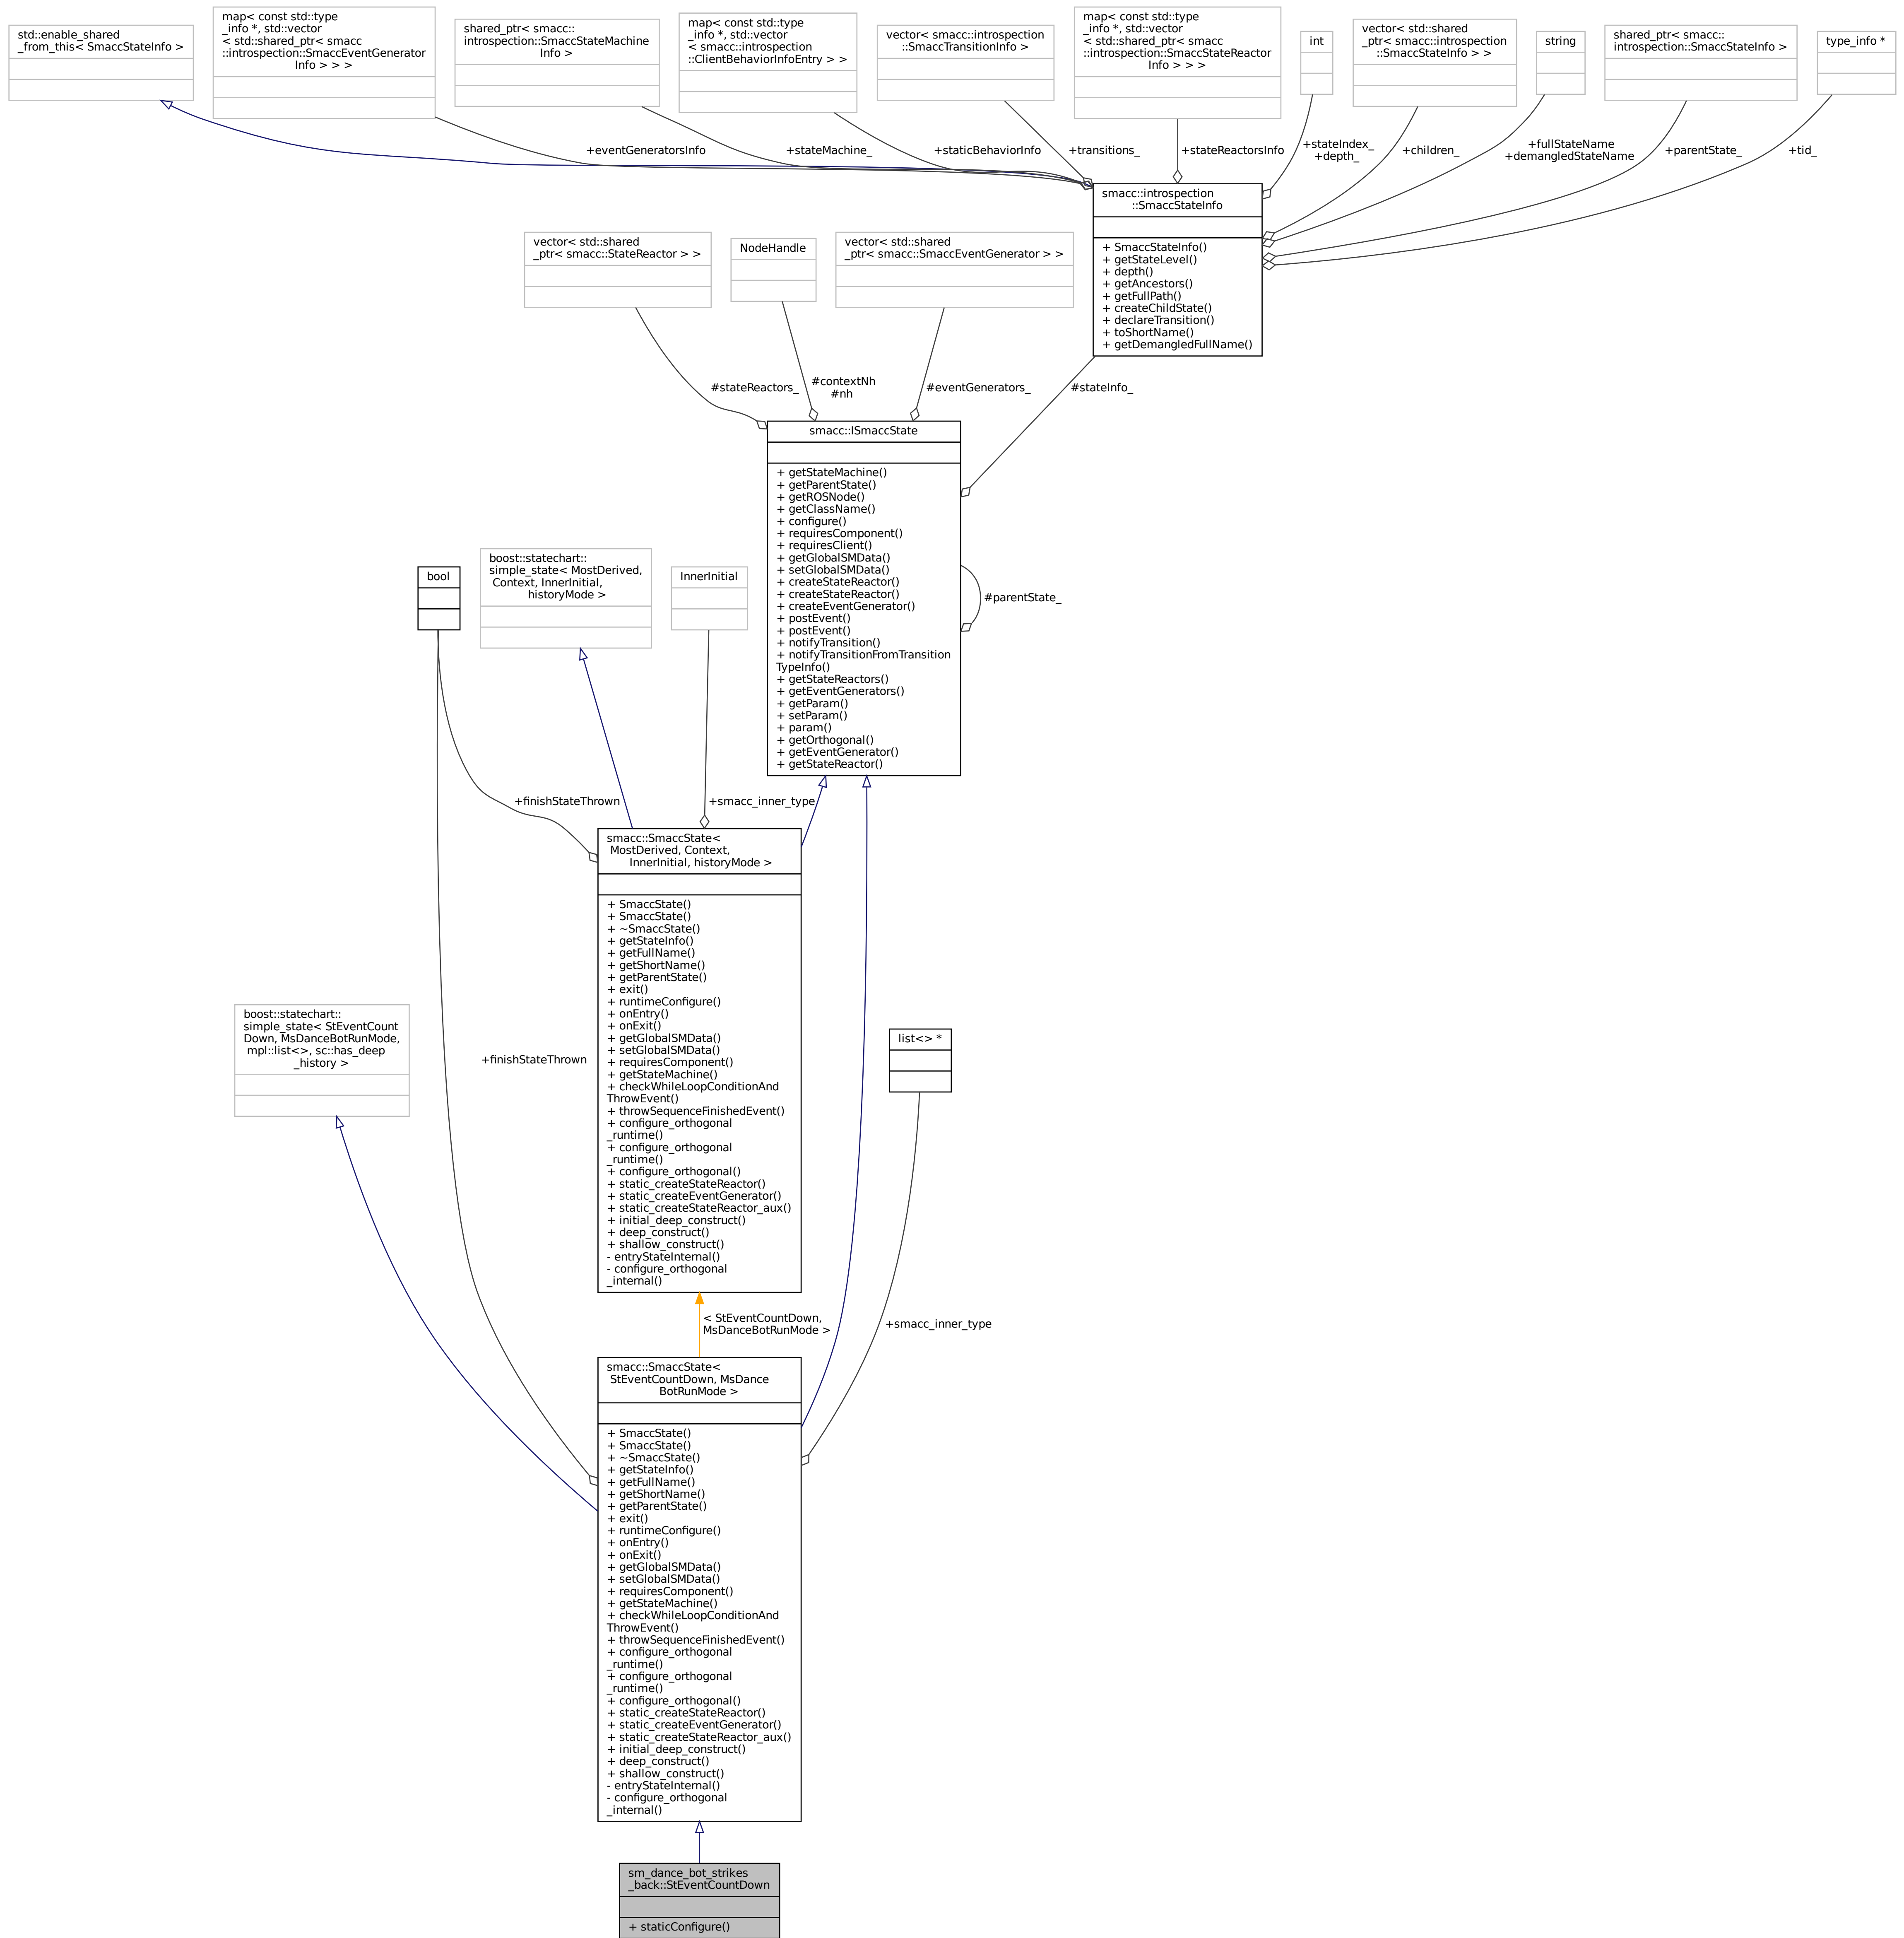 std::enable_shared
_from_this< SmaccStateInfo >
map< const std::type
_info *, std::vector
< std::shared_ptr< smacc
::introspection::SmaccEventGenerator
Info > > >
shared_ptr< smacc::
introspection::SmaccStateMachine
Info >
map< const std::type
_info *, std::vector
< smacc::introspection
::ClientBehaviorInfoEntry > >
vector< smacc::introspection
::SmaccTransitionInfo >
map< const std::type
_info *, std::vector
< std::shared_ptr< smacc
::introspection::SmaccStateReactor
Info > > >
int
vector< std::shared
_ptr< smacc::introspection
::SmaccStateInfo > >
string
shared_ptr< smacc::
introspection::SmaccStateInfo >
type_info *
+eventGeneratorsInfo
+stateMachine_
+staticBehaviorInfo
+transitions_
+stateReactorsInfo
+stateIndex_
+depth_
+children_
+fullStateName
+demangledStateName
+parentState_
+tid_
smacc::introspection
::SmaccStateInfo
+ SmaccStateInfo()
+ getStateLevel()
+ depth()
+ getAncestors()
+ getFullPath()
+ createChildState()
+ declareTransition()
+ toShortName()
+ getDemangledFullName()
vector< std::shared
_ptr< smacc::StateReactor > >
NodeHandle
vector< std::shared
_ptr< smacc::SmaccEventGenerator > >
#stateReactors_
#contextNh
#nh
#eventGenerators_
#stateInfo_
smacc::ISmaccState
+ getStateMachine()
+ getParentState()
+ getROSNode()
+ getClassName()
+ configure()
+ requiresComponent()
+ requiresClient()
+ getGlobalSMData()
+ setGlobalSMData()
+ createStateReactor()
+ createStateReactor()
+ createEventGenerator()
+ postEvent()
+ postEvent()
+ notifyTransition()
+ notifyTransitionFromTransition
TypeInfo()
+ getStateReactors()
+ getEventGenerators()
+ getParam()
+ setParam()
+ param()
+ getOrthogonal()
+ getEventGenerator()
+ getStateReactor()
#parentState_
bool
boost::statechart::
simple_state< MostDerived,
Context, InnerInitial,
historyMode >
InnerInitial
+finishStateThrown
+smacc_inner_type
smacc::SmaccState<
MostDerived, Context,
InnerInitial, historyMode >
+ SmaccState()
+ SmaccState()
+ ~SmaccState()
+ getStateInfo()
+ getFullName()
+ getShortName()
+ getParentState()
+ exit()
+ runtimeConfigure()
+ onEntry()
+ onExit()
+ getGlobalSMData()
+ setGlobalSMData()
+ requiresComponent()
+ getStateMachine()
+ checkWhileLoopConditionAnd
ThrowEvent()
+ throwSequenceFinishedEvent()
+ configure_orthogonal
_runtime()
+ configure_orthogonal
_runtime()
+ configure_orthogonal()
+ static_createStateReactor()
+ static_createEventGenerator()
+ static_createStateReactor_aux()
+ initial_deep_construct()
+ deep_construct()
+ shallow_construct()
- entryStateInternal()
- configure_orthogonal
_internal()
boost::statechart::
simple_state< StEventCount
Down, MsDanceBotRunMode,
mpl::list<>, sc::has_deep
_history >
+finishStateThrown
list<> *
< StEventCountDown,
MsDanceBotRunMode >
+smacc_inner_type
smacc::SmaccState<
StEventCountDown, MsDance
BotRunMode >
+ SmaccState()
+ SmaccState()
+ ~SmaccState()
+ getStateInfo()
+ getFullName()
+ getShortName()
+ getParentState()
+ exit()
+ runtimeConfigure()
+ onEntry()
+ onExit()
+ getGlobalSMData()
+ setGlobalSMData()
+ requiresComponent()
+ getStateMachine()
+ checkWhileLoopConditionAnd
ThrowEvent()
+ throwSequenceFinishedEvent()
+ configure_orthogonal
_runtime()
+ configure_orthogonal
_runtime()
+ configure_orthogonal()
+ static_createStateReactor()
+ static_createEventGenerator()
+ static_createStateReactor_aux()
+ initial_deep_construct()
+ deep_construct()
+ shallow_construct()
- entryStateInternal()
- configure_orthogonal
_internal()
sm_dance_bot_strikes
_back::StEventCountDown
+ staticConfigure()